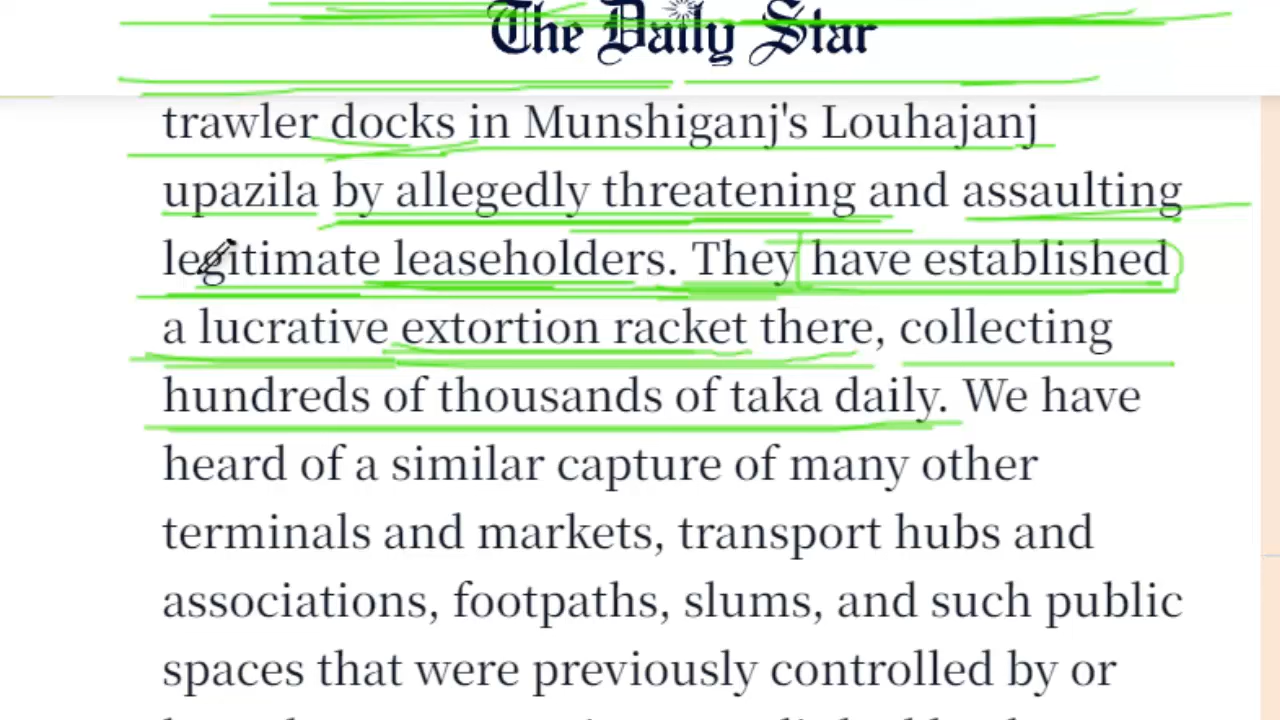 The Daily Star
trawler docks in Munshiganj's Louhajanj
upazila by allegedly threatening and assaulting
legitimate leaseholders. They have established
a lucrative extortion racket there, collecting
hundreds of thousands of taka daily. We have
heard of a similar capture of many other
terminals and markets, transport hubs and
associations, footpaths, slums, and such public
spaces that were previously controlled by or